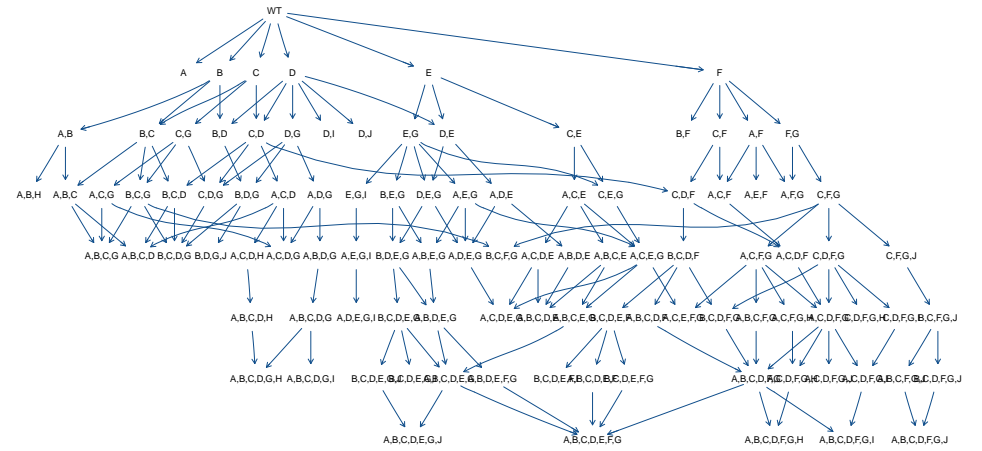 WT
A B C D E F
A,B B,C C,G B,D C,D D,G D,I D,J E,G D,E C,E B,F C,F A,F F,G
A,B,H A,B,C A,C,G B,C,G B,C,D C,D,G B,D,G A,C,D A,D,G E,G,I B,E,G D,E,G A,E,G A,D,E A,C,E C,E,G C,D,F A,C,F A,E,F A,F,G C,F,G
A,B,C,G A,B,C,D B,C,D,G B,D,G,J A,C,D,H A,C,D,G A,B,D,G A,E,G,I B,D,E,G A,B,E,G A,D,E,G B,C,F,G A,C,D,E A,B,D,E A,B,C,E A,C,E,G B,C,D,F A,C,F,G A,C,D,F C,D,F,G C,F,G,J
A,B,C,D,H A,B,C,D,G A,D,E,G,I B,C,D,E,G A,B,D,E,G A,C,D,E,G A,B,C,D,E A,B,C,E,G B,C,D,E,F A,B,C,D,F A,C,E,F,G B,C,D,F,G A,B,C,F,G A,C,F,G,H A,C,D,F,G C,D,F,G,H C,D,F,G,I B,C,F,G,J
A,B,C,D,G,H A,B,C,D,G,I A,B,C,D,E,G A,B,D,E,F,G B,C,D,E,F,G A,B,C,D,F,G B,C,D,F,G,J
A,B,C,D,E,G,J A,B,C,D,E,F,G A,B,C,D,F,G,H A,B,C,D,F,G,I A,B,C,D,F,G,J